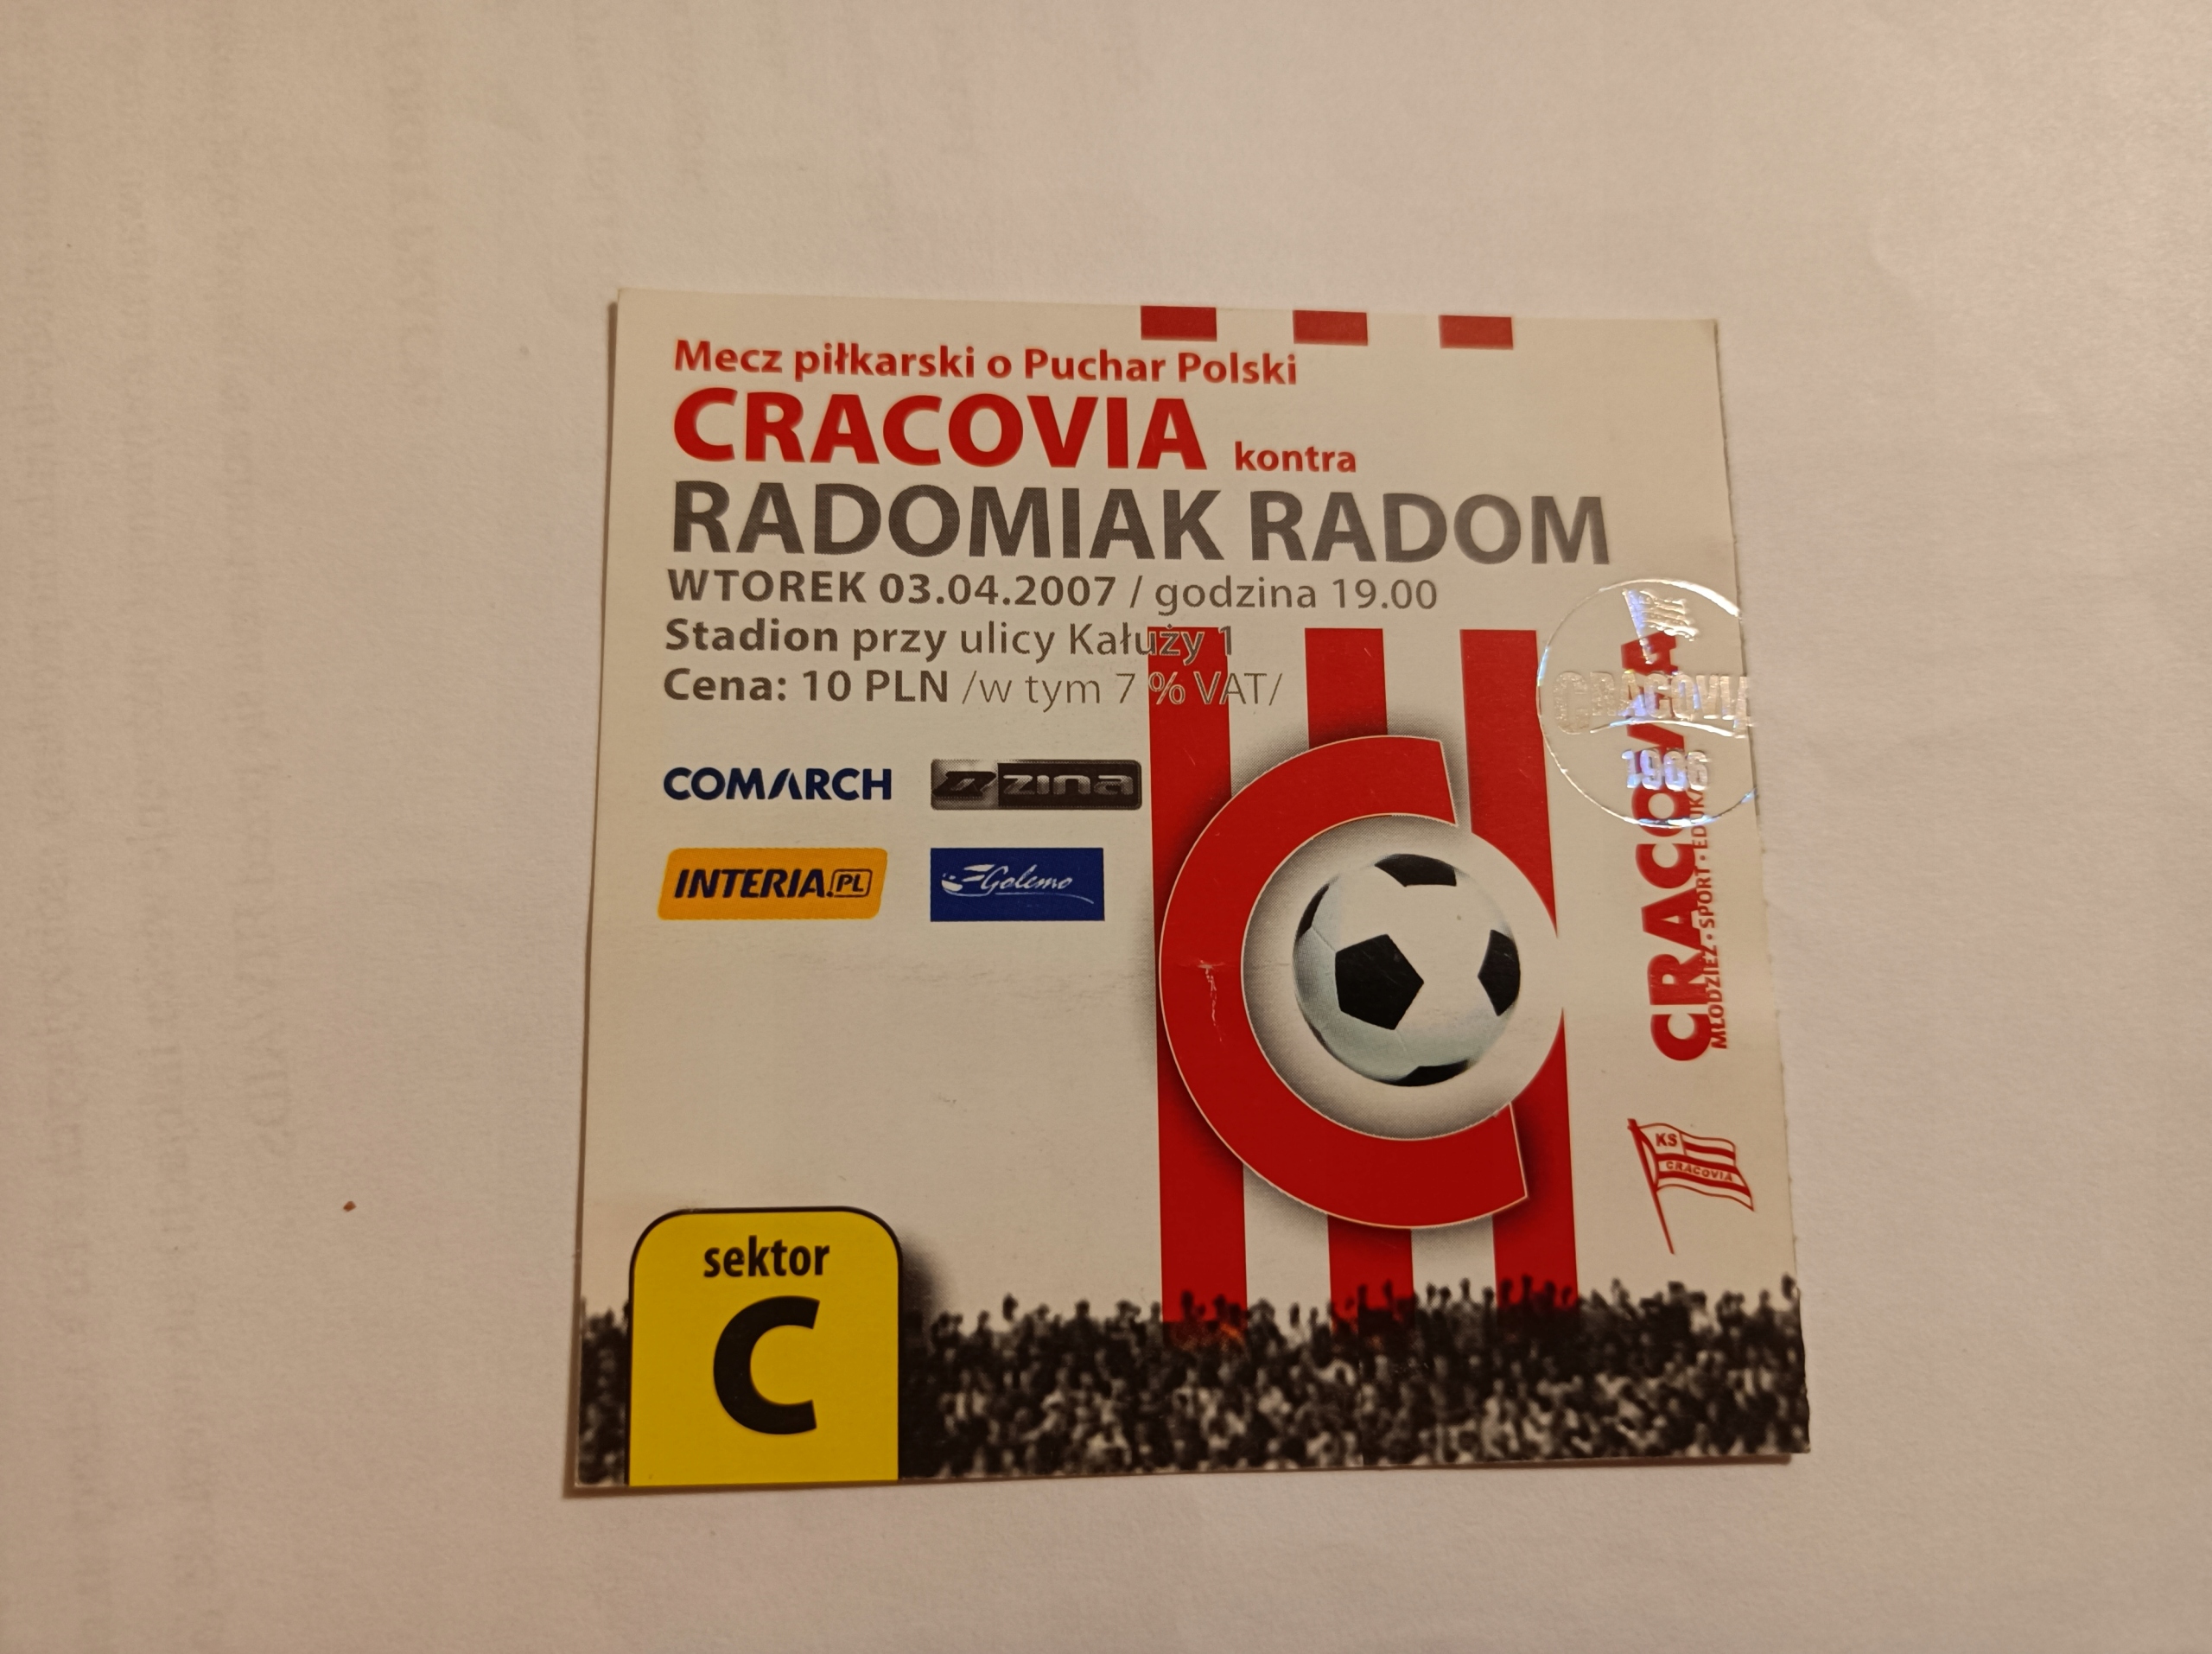 Mecz piłkarski o Puchar Polski
CRACOVIA kontra
RADOMIAK RADOM
WTOREK 03.04.2007 / godzina 19.00
Stadion przy ulicy Kałuży 1
Cena: 10 PLN /w tym 7 % VAT/
COMARCH
zina
INTERIA.PL
Golemo
sektor
C
CRACOVIA
1906
CRACOVIA
MŁODZIEŻ • SPORT •
KS
CRACOVIA